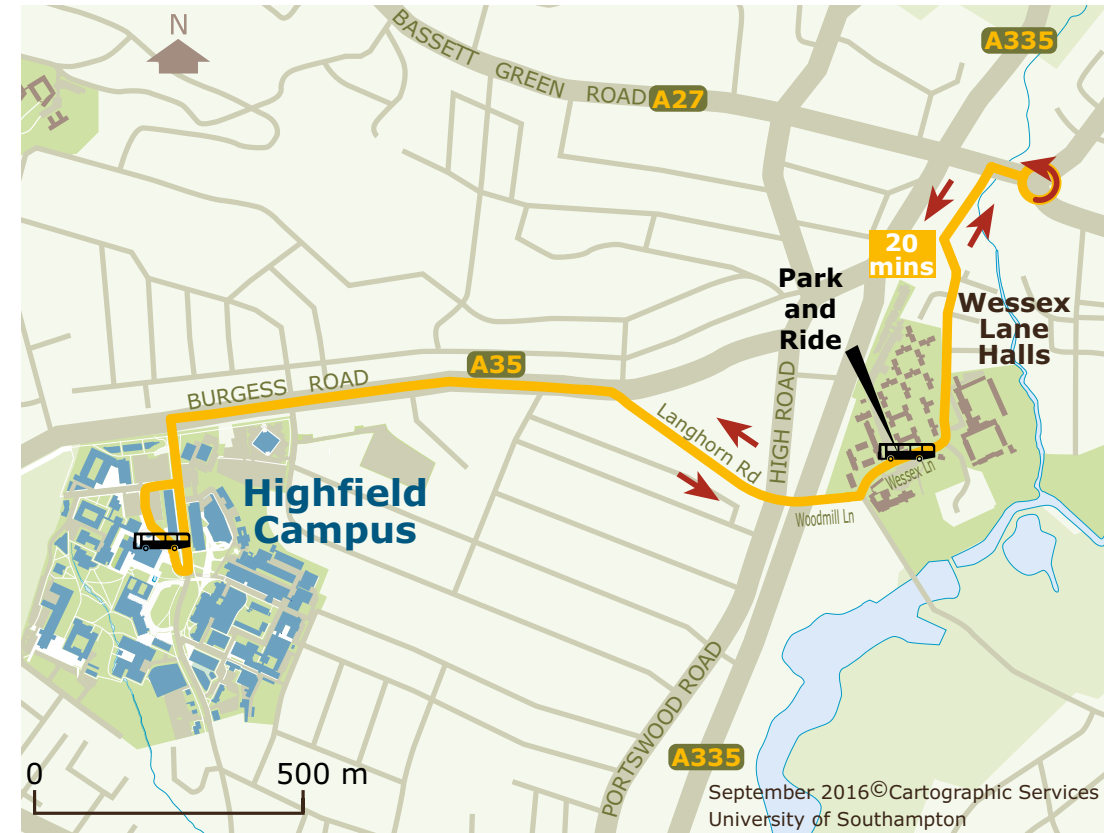 N
BASSETT GREEN ROAD
A27
A335
20
mins
Park
and
Ride
Wessex
Lane
Halls
A35
BURGESS ROAD
Langhorn Rd
HIGH ROAD
Wessex Ln
Woodmill Ln
Highfield
Campus
PORTSWOOD ROAD
A335
0
500 m
September 2016©Cartographic Services
University of Southampton